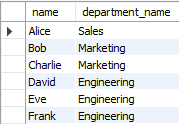 name department_name
Alice Sales
Bob Marketing
Charlie Marketing
David Engineering
Eve Engineering
Frank Engineering